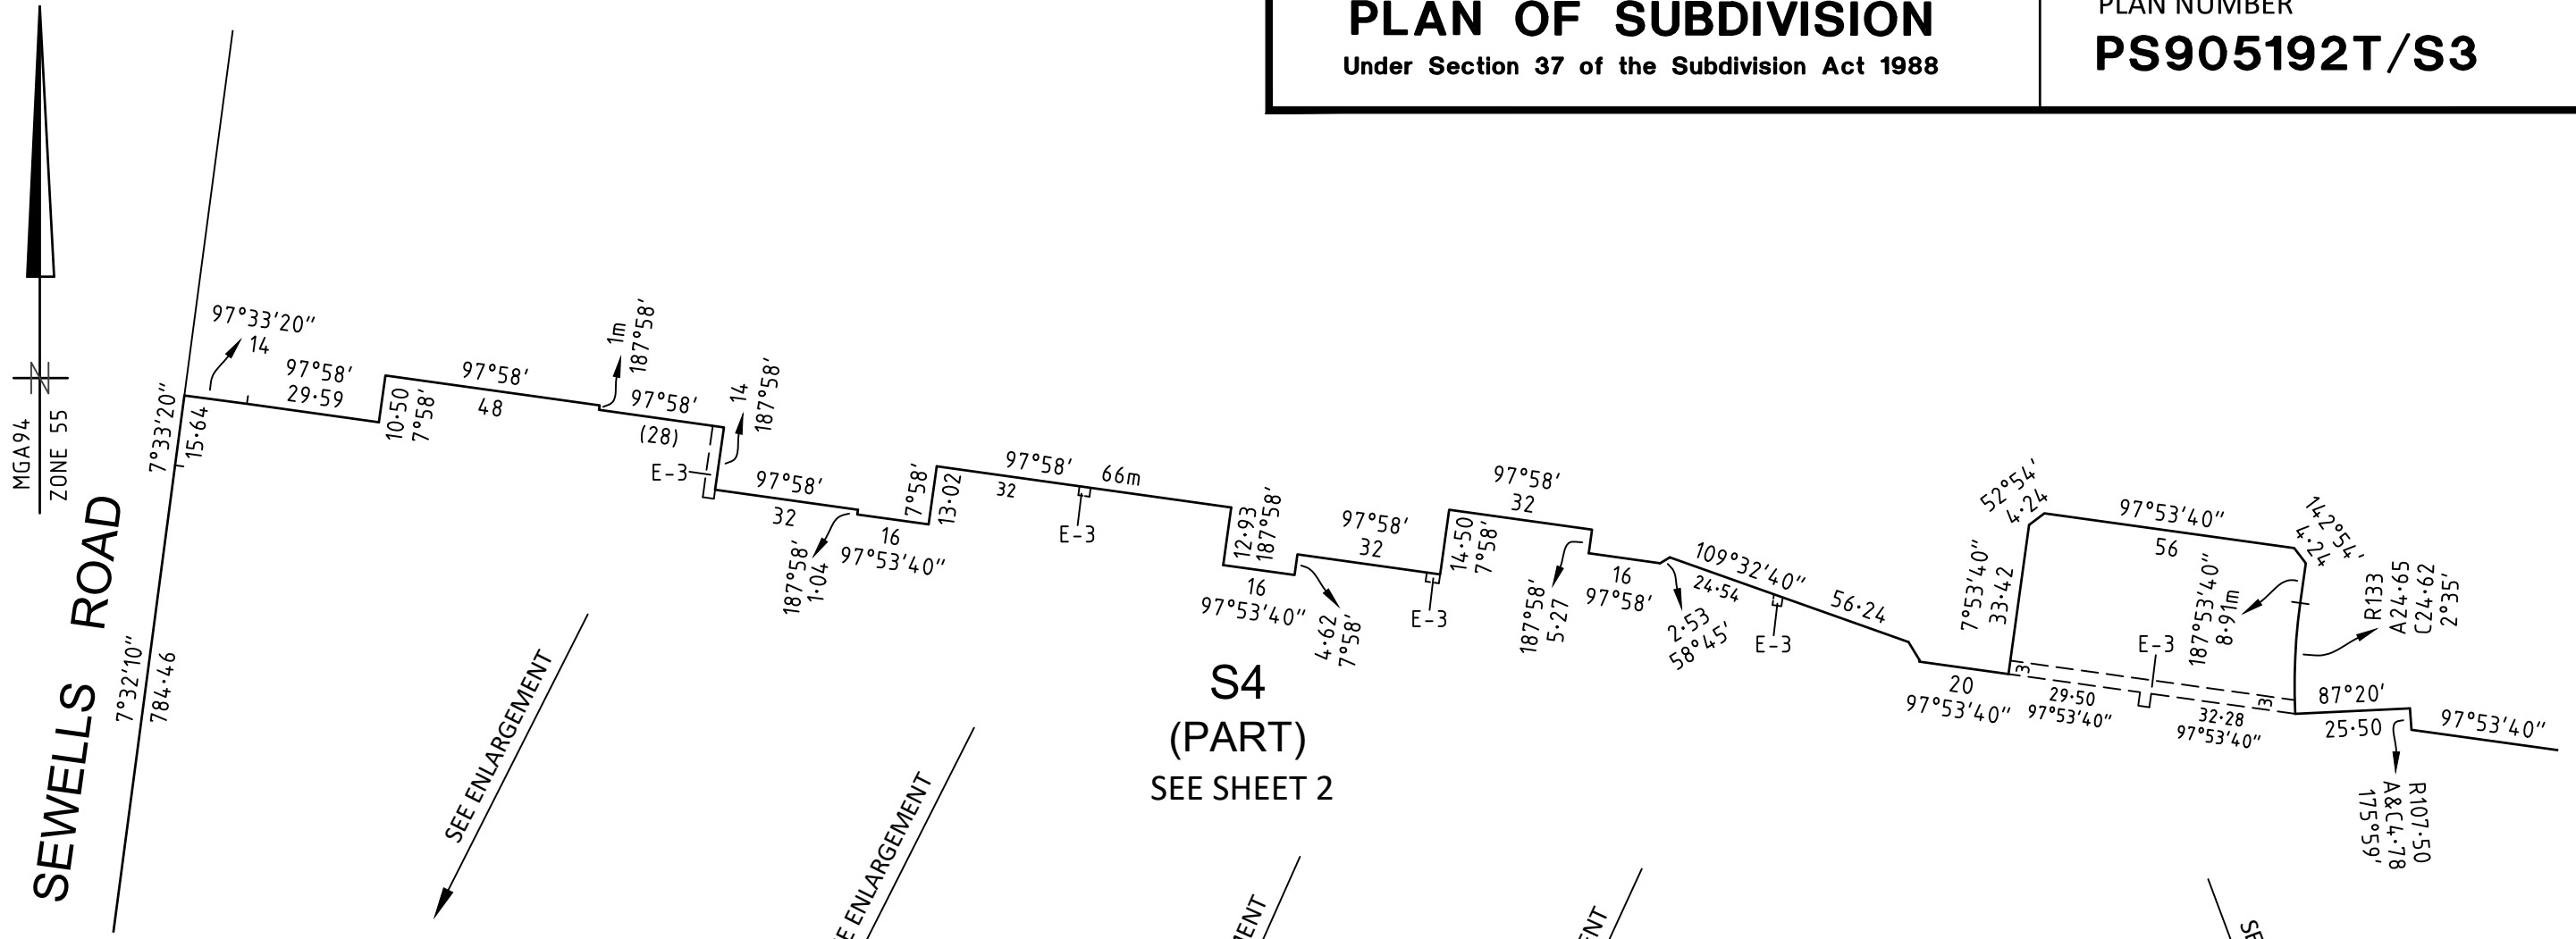 PLAN OF SUBDIVISION
Under Section 37 of the Subdivision Act 1988
PLAN NUMBER
PS905192T/S3
MGA94
ZONE 55
N
SEWELLS ROAD
7°33'20"
15·64
7°32'10"
784·46
97°33'20"
14
97°58'
29·59
10·50
7°58'
97°58'
48
1m
187°58'
97°58'
(28)
14
187°58'
E-3
97°58'
32
187°58'
1·04
16
97°53'40"
7°58'
13·02
97°58'
66m
32
E-3
12·93
187°58'
16
97°53'40"
4·62
7°58'
97°58'
32
E-3
14·50
7°58'
97°58'
32
187°58'
5·27
16
97°58'
2·53
58°45'
109°32'40"
24·54
56·24
E-3
20
97°53'40"
7°53'40"
33·42
52°54'
4·24
97°53'40"
56
142°54'
4·24
187°53'40"
8·91m
R133
A24·65
C24·62
2°35'
E-3
3
29·50
97°53'40"
3
32·28
97°53'40"
87°20'
25·50
97°53'40"
R107·50
A&C4·78
175°59'
S4
(PART)
SEE SHEET 2
SEE ENLARGEMENT
ENLARGEMENT